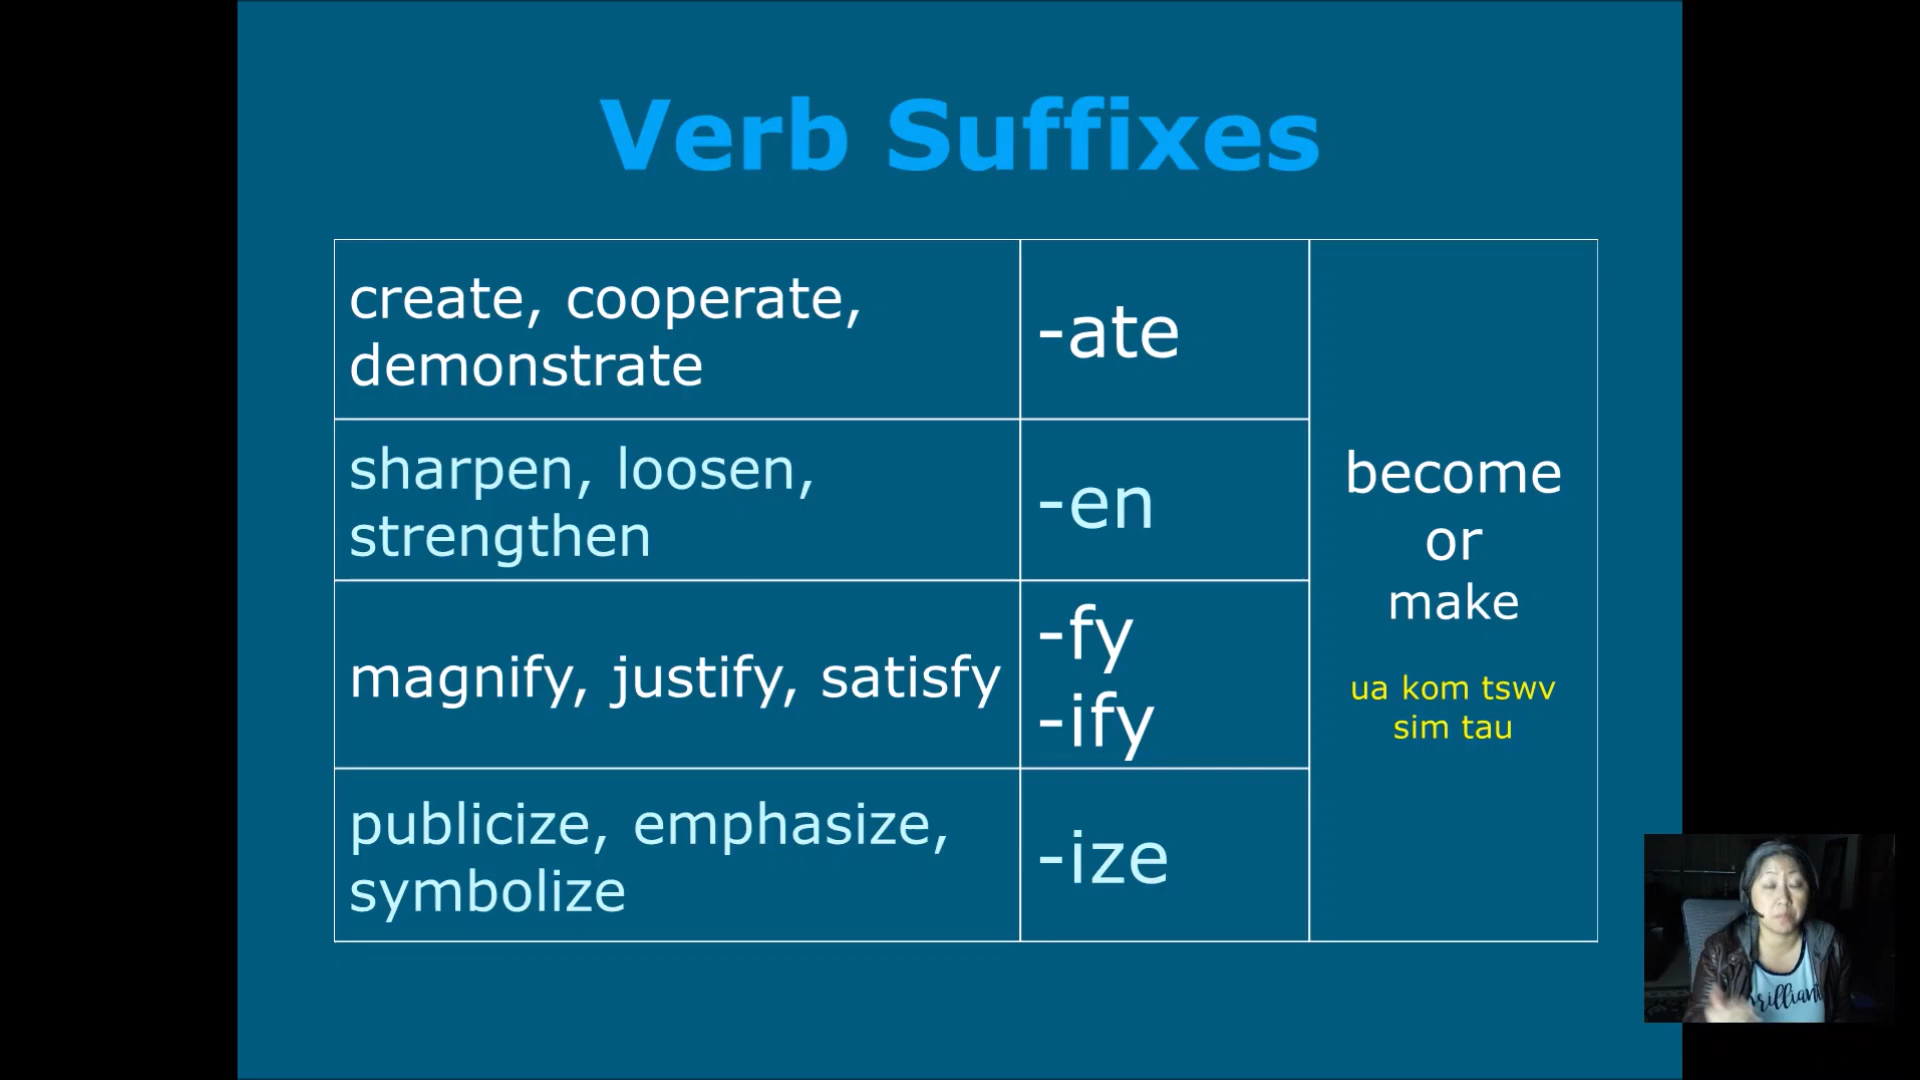 Verb Suffixes
create, cooperate,
demonstrate
-ate
sharpen, loosen,
strengthen
-en
magnify, justify, satisfy
-fy
-ify
publicize, emphasize,
symbolize
-ize
become
or
make
ua kom tswv
sim tau
brilliant